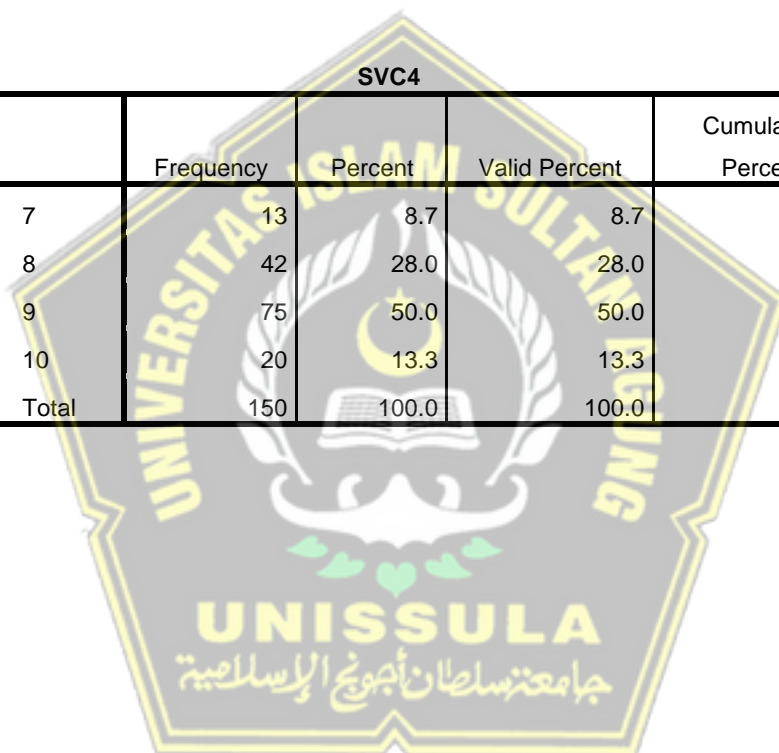 SVC4
Frequency Percent Valid Percent
7 13 8.7 8.7
8 42 28.0 28.0
9 75 50.0 50.0
10 20 13.3 13.3
Total 150 100.0 100.0
UNIVERSITAS ISLAM SULTAN AGUNG
UNISSULA
جامعة سلطان أجونج الإسلامية